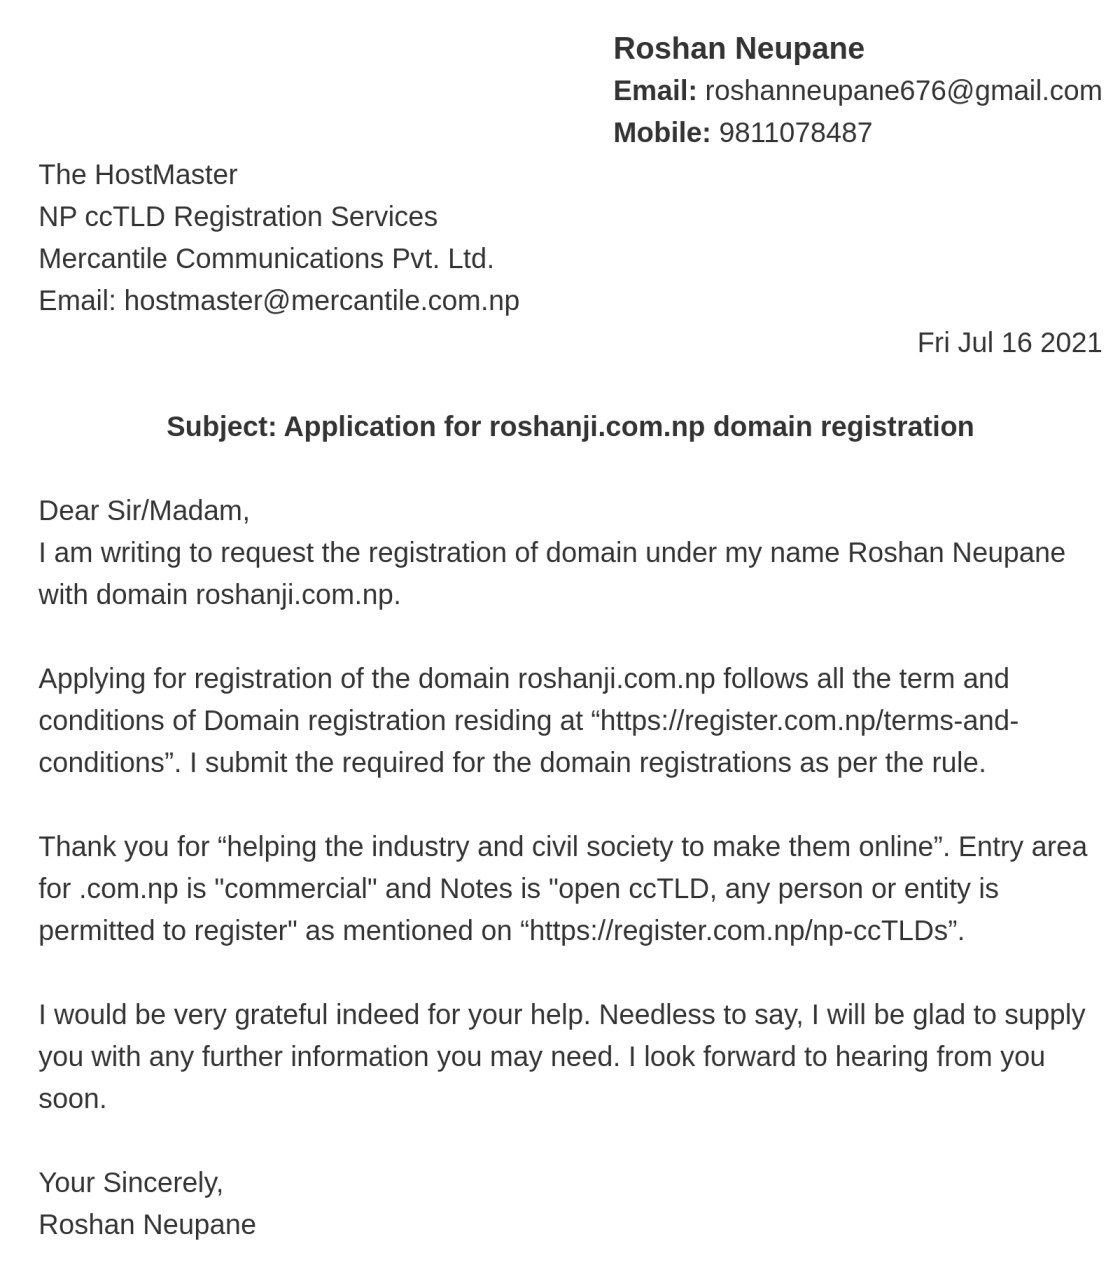 Roshan Neupane
Email: roshanneupane676@gmail.com
Mobile: 9811078487
The HostMaster
NP ccTLD Registration Services
Mercantile Communications Pvt. Ltd.
Email: hostmaster@mercantile.com.np
Fri Jul 16 2021
Subject: Application for roshanji.com.np domain registration
Dear Sir/Madam,
I am writing to request the registration of domain under my name Roshan Neupane
with domain roshanji.com.np.
Applying for registration of the domain roshanji.com.np follows all the term and
conditions of Domain registration residing at “https://register.com.np/terms-and-
conditions”. I submit the required for the domain registrations as per the rule.
Thank you for “helping the industry and civil society to make them online”. Entry area
for .com.np is "commercial" and Notes is "open ccTLD, any person or entity is
permitted to register" as mentioned on “https://register.com.np/np-ccTLDs”.
I would be very grateful indeed for your help. Needless to say, I will be glad to supply
you with any further information you may need. I look forward to hearing from you
soon.
Your Sincerely,
Roshan Neupane